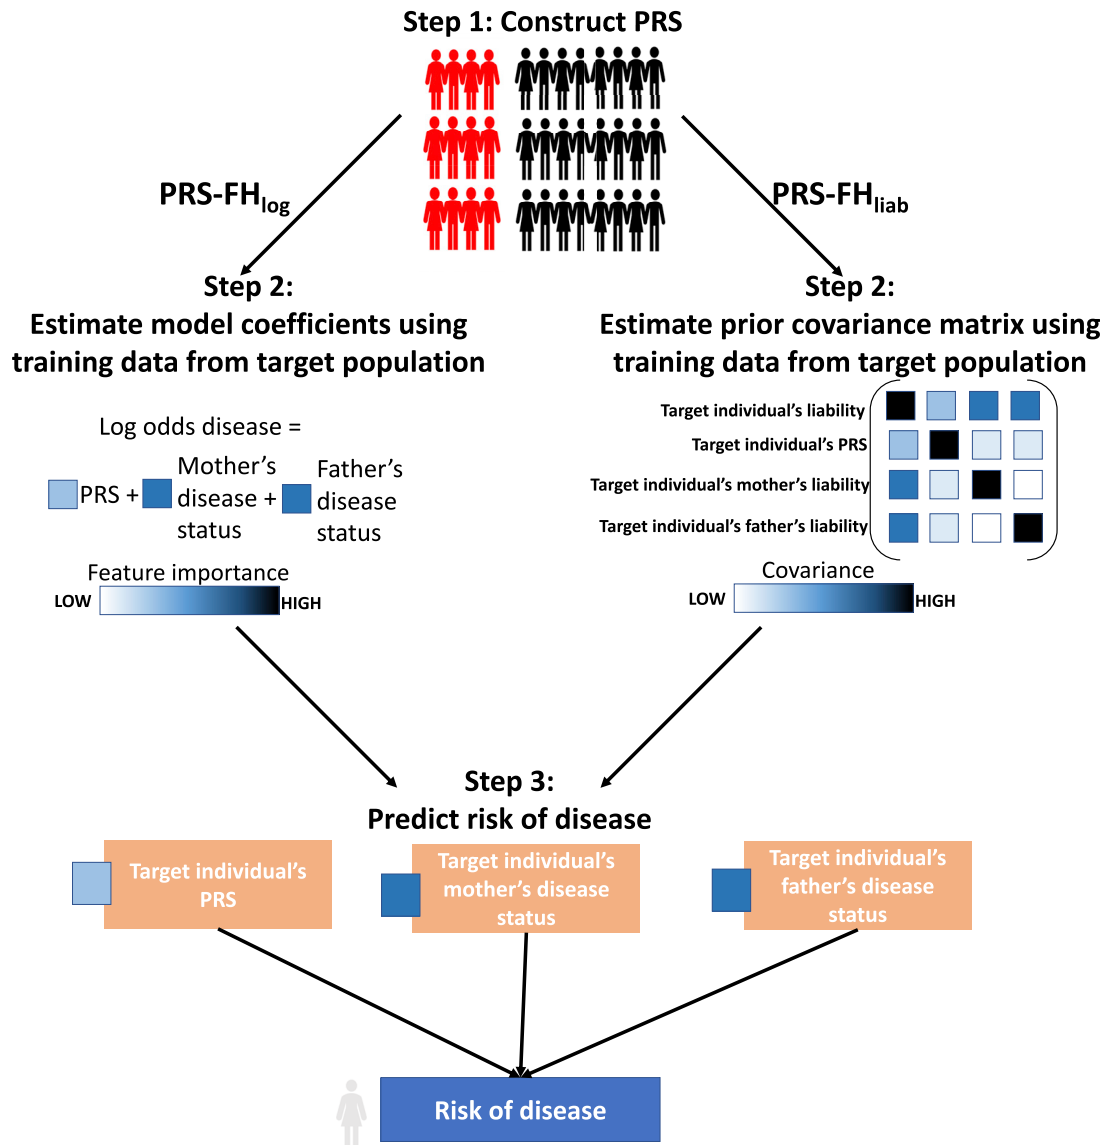 Step 1: Construct PRS
PRS-FHlog
PRS-FHliab
Step 2:
Estimate model coefficients using
training data from target population
Log odds disease =
PRS +
Mother's
disease +
status
Father's
disease
status
Feature importance
LOW
HIGH
Step 2:
Estimate prior covariance matrix using
training data from target population
Target individual's liability
Target individual's PRS
Target individual's mother's liability
Target individual's father's liability
Covariance
LOW
HIGH
Step 3:
Predict risk of disease
Target individual's
PRS
Target individual's
mother's disease
status
Target individual's
father's disease
status
Risk of disease